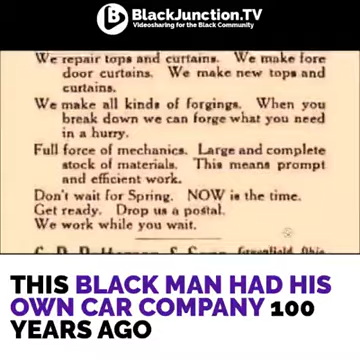 BlackJunction.TV
Videosharing for the Black Community
We repair tops and curtains. We make fore
door curtains. We make new tops and
curtains.
We make all kinds of forgings. When you
break down we can forge what you need
in a hurry.
Full force of mechanics. Large and complete
stock of materials. This means prompt
and efficient work.
Don't wait for Spring. NOW is the time.
Get ready. Drop us a postal.
We work while you wait.
Greenfield, Ohio
THIS BLACK MAN HAD HIS
OWN CAR COMPANY 100
YEARS AGO